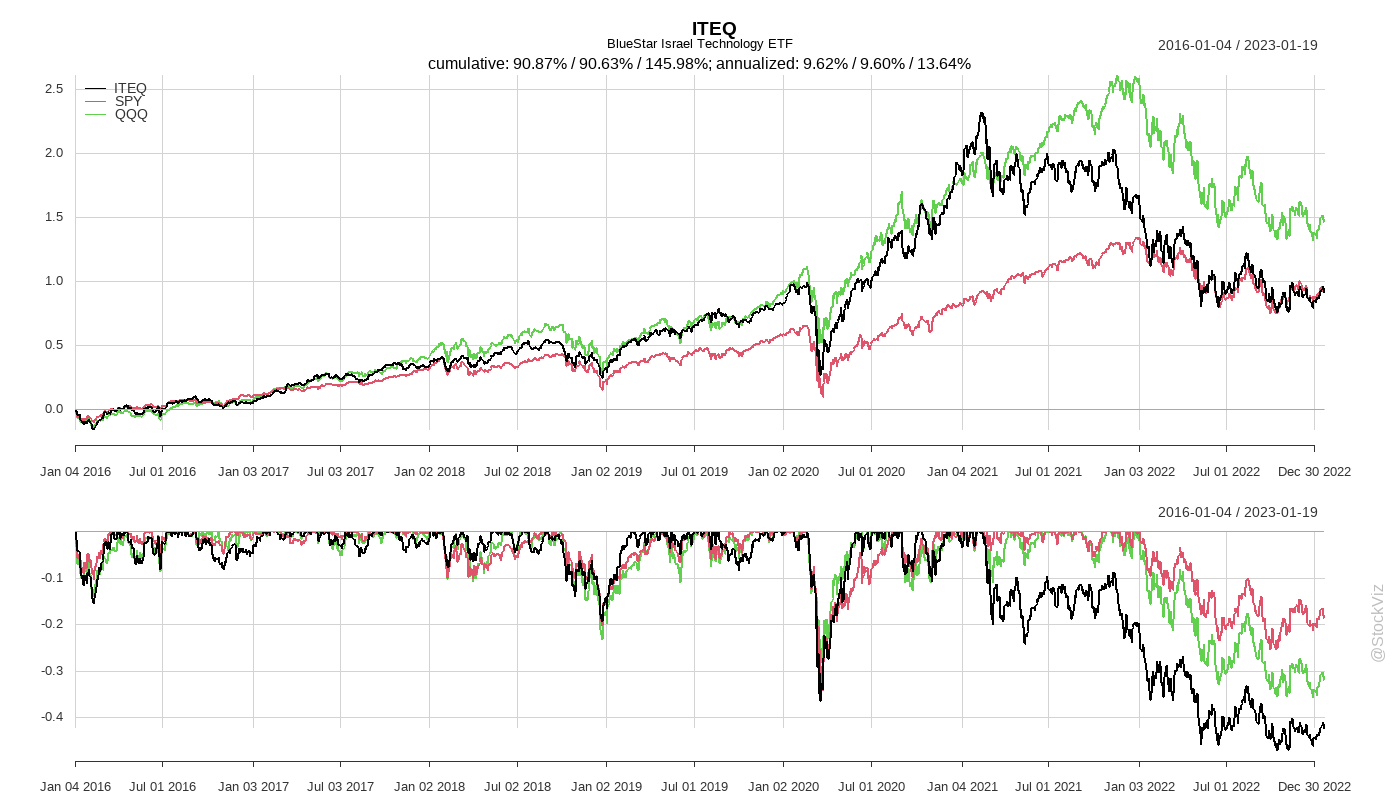 ITEQ
BlueStar Israel Technology ETF
2016-01-04 / 2023-01-19
cumulative: 90.87% / 90.63% / 145.98%; annualized: 9.62% / 9.60% / 13.64%
ITEQ
SPY
QQQ
2.5
2.0
1.5
1.0
0.5
0.0
Jan 04 2016 Jul 01 2016 Jan 03 2017 Jul 03 2017 Jan 02 2018 Jul 02 2018 Jan 02 2019 Jul 01 2019 Jan 02 2020 Jul 01 2020 Jan 04 2021 Jul 01 2021 Jan 03 2022 Jul 01 2022 Dec 30 2022
2016-01-04 / 2023-01-19
-0.1
-0.2
-0.3
-0.4
Jan 04 2016 Jul 01 2016 Jan 03 2017 Jul 03 2017 Jan 02 2018 Jul 02 2018 Jan 02 2019 Jul 01 2019 Jan 02 2020 Jul 01 2020 Jan 04 2021 Jul 01 2021 Jan 03 2022 Jul 01 2022 Dec 30 2022
@StockViz